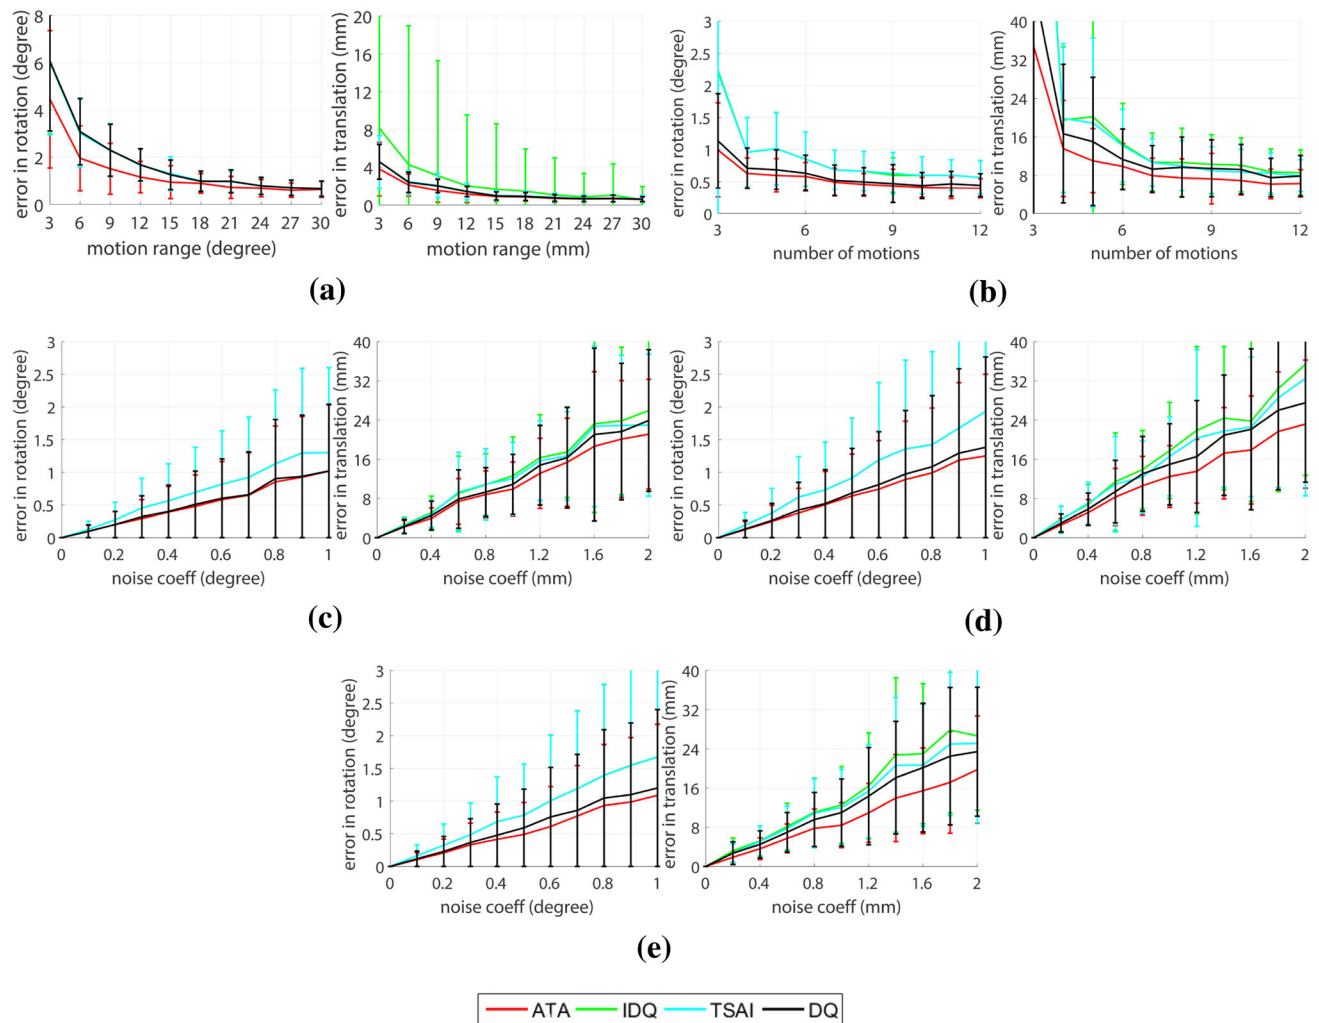 error in rotation (degree)
8
6
4
2
0
3 6 9 12 15 18 21 24 27 30
motion range (degree)
error in translation (mm)
20
16
12
8
4
0
3 6 9 12 15 18 21 24 27 30
motion range (mm)
(a)
error in rotation (degree)
3
2.5
2
1.5
1
0.5
0
3 6 9 12
number of motions
error in translation (mm)
40
32
24
16
8
0
3 6 9 12
number of motions
(b)
error in rotation (degree)
3
2.5
2
1.5
1
0.5
0
0 0.2 0.4 0.6 0.8 1
noise coeff (degree)
error in translation (mm)
40
32
24
16
8
0
0 0.4 0.8 1.2 1.6 2
noise coeff (mm)
(c)
error in rotation (degree)
3
2.5
2
1.5
1
0.5
0
0 0.2 0.4 0.6 0.8 1
noise coeff (degree)
error in translation (mm)
40
32
24
16
8
0
0 0.4 0.8 1.2 1.6 2
noise coeff (mm)
(d)
error in rotation (degree)
3
2.5
2
1.5
1
0.5
0
0 0.2 0.4 0.6 0.8 1
noise coeff (degree)
error in translation (mm)
40
32
24
16
8
0
0 0.4 0.8 1.2 1.6 2
noise coeff (mm)
(e)
ATA IDQ TSAI DQ